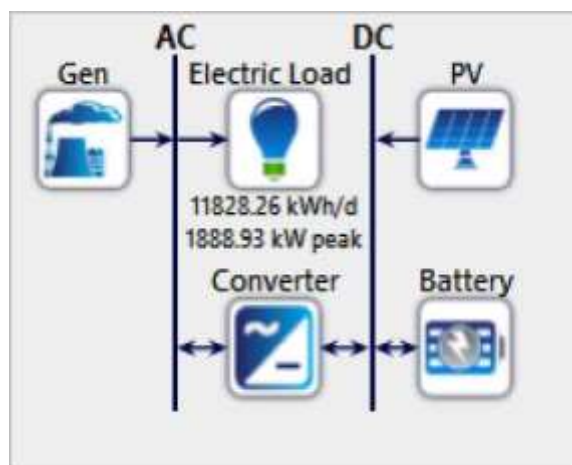 AC DC
Gen Electric Load PV
11828.26 kWh/d
1888.93 kW peak
Converter Battery